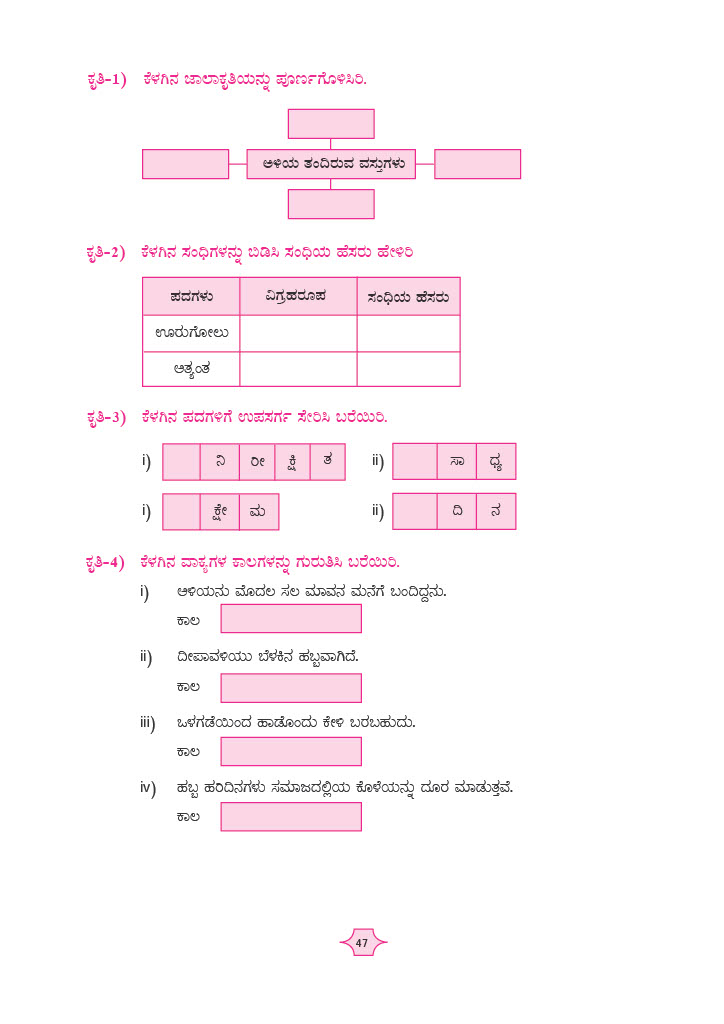 ಕೃತಿ-1) ಕೆಳಗಿನ ಜಾಲಾಕೃತಿಯನ್ನು ಪೂರ್ಣಗೊಳಿಸಿರಿ.
ಅಳಿಯ ತಂದಿರುವ ವಸ್ತುಗಳು
ಕೃತಿ-2) ಕೆಳಗಿನ ಸಂಧಿಗಳನ್ನು ಬಿಡಿಸಿ ಸಂಧಿಯ ಹೆಸರು ಹೇಳಿರಿ
ಪದಗಳು ವಿಗ್ರಹರೂಪ ಸಂಧಿಯ ಹೆಸರು
ಊರುಗೋಲು
ಅತ್ಯಂತ
ಕೃತಿ-3) ಕೆಳಗಿನ ಪದಗಳಿಗೆ ಉಪಸರ್ಗ ಸೇರಿಸಿ ಬರೆಯಿರಿ.
i) ನಿ ರೀ ಕ್ಷಿ ತ ii) ಸಾ ಧ್ಯ
i) ಕ್ಷೇ ಮ ii) ದಿ ನ
ಕೃತಿ-4) ಕೆಳಗಿನ ವಾಕ್ಯಗಳ ಕಾಲಗಳನ್ನು ಗುರುತಿಸಿ ಬರೆಯಿರಿ.
i) ಅಳಿಯನು ಮೊದಲ ಸಲ ಮಾವನ ಮನೆಗೆ ಬಂದಿದ್ದನು.
ಕಾಲ
ii) ದೀಪಾವಳಿಯು ಬೆಳಕಿನ ಹಬ್ಬವಾಗಿದೆ.
ಕಾಲ
iii) ಒಳಗಡೆಯಿಂದ ಹಾಡೊಂದು ಕೇಳಿ ಬರಬಹುದು.
ಕಾಲ
iv) ಹಬ್ಬ ಹರಿದಿನಗಳು ಸಮಾಜದಲ್ಲಿಯ ಕೊಳೆಯನ್ನು ದೂರ ಮಾಡುತ್ತವೆ.
ಕಾಲ
47